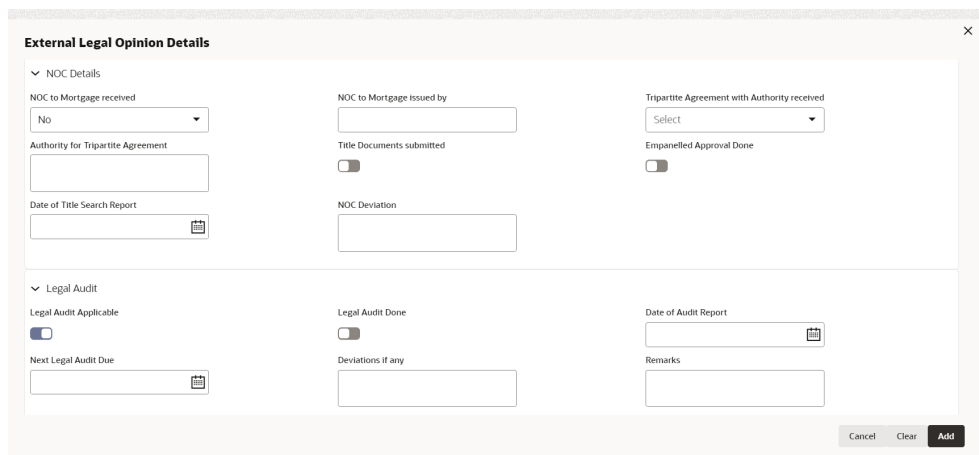 External Legal Opinion Details
NOC Details
NOC to Mortgage received
NOC to Mortgage issued by
Tripartite Agreement with Authority received
No
Select
Authority for Tripartite Agreement
Title Documents submitted
Empanelled Approval Done
Date of Title Search Report
NOC Deviation
Legal Audit
Legal Audit Applicable
Legal Audit Done
Date of Audit Report
Next Legal Audit Due
Deviations if any
Remarks
Cancel
Clear
Add